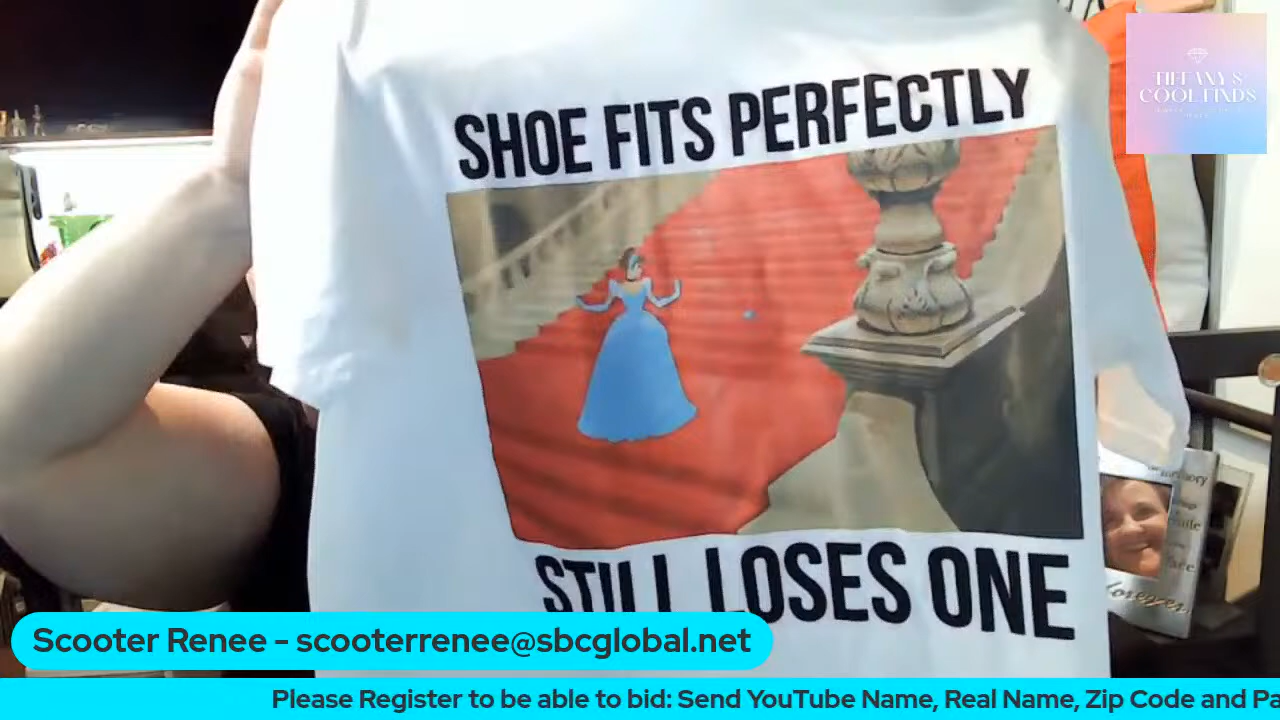 SHOE FITS PERFECTLY
TIFFANY'S
COOL FINDS
STILL LOSES ONE
forever
Scooter Renee - scooterrenee@sbcglobal.net
Please Register to be able to bid: Send YouTube Name, Real Name, Zip Code and Pa